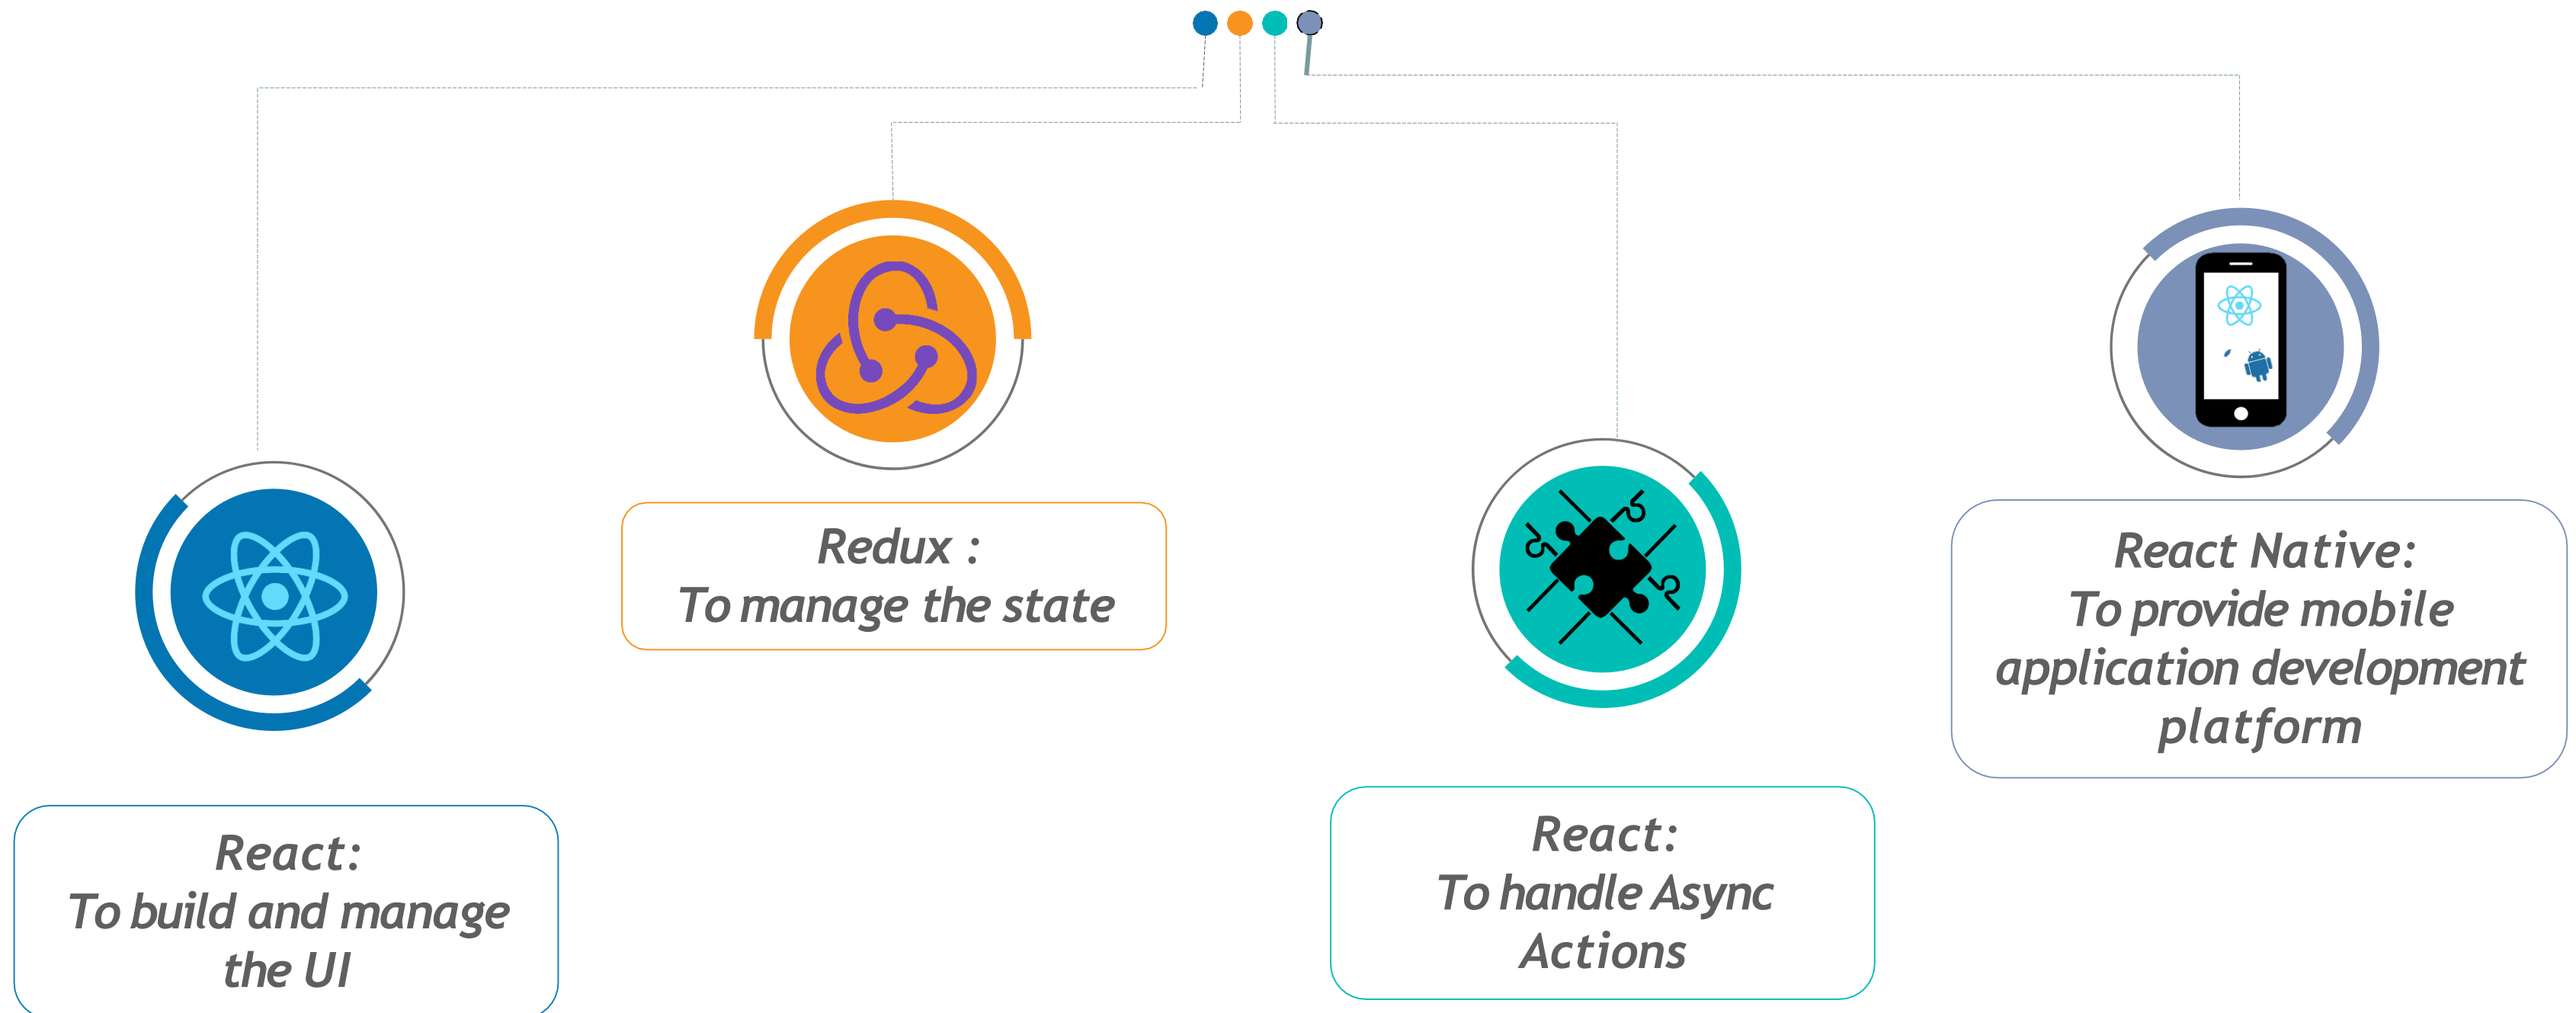 React:
To build and manage
the UI
Redux :
To manage the state
React:
To handle Async
Actions
React Native:
To provide mobile
application development
platform